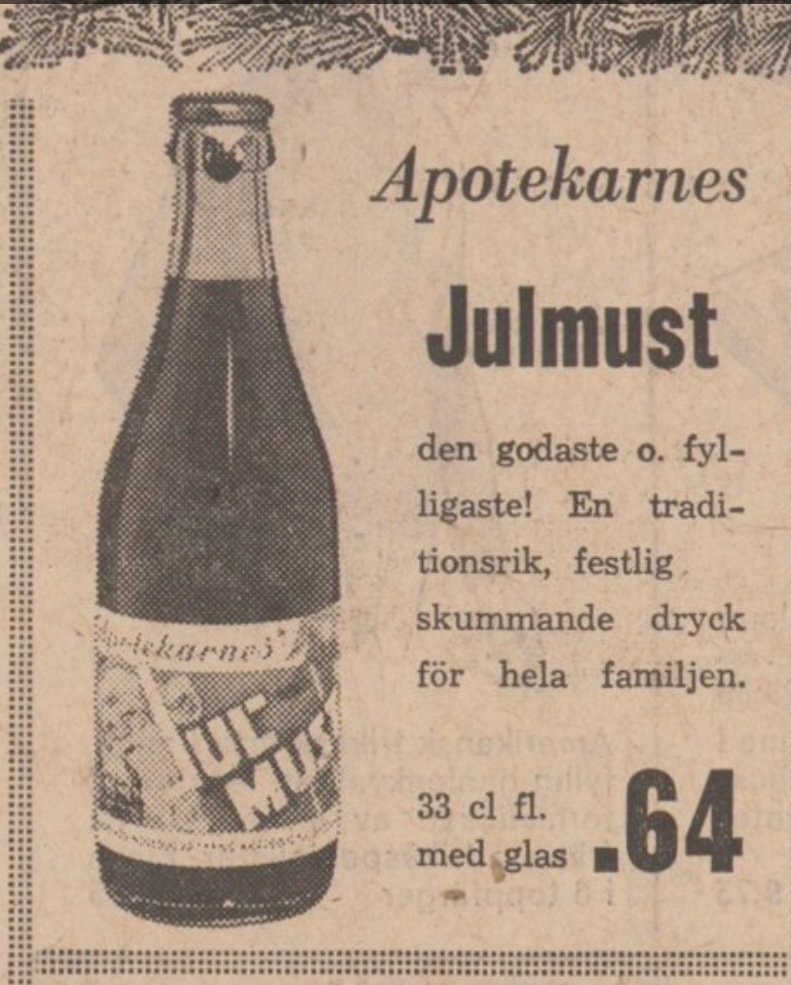 Apotekarnes
Julmust
den godaste o. fyl-
ligaste! En tradi-
tionsrik, festlig
skummande dryck
för hela familjen.
33 cl fl.
med glas .64
Apotekarnes
JUL
MUST